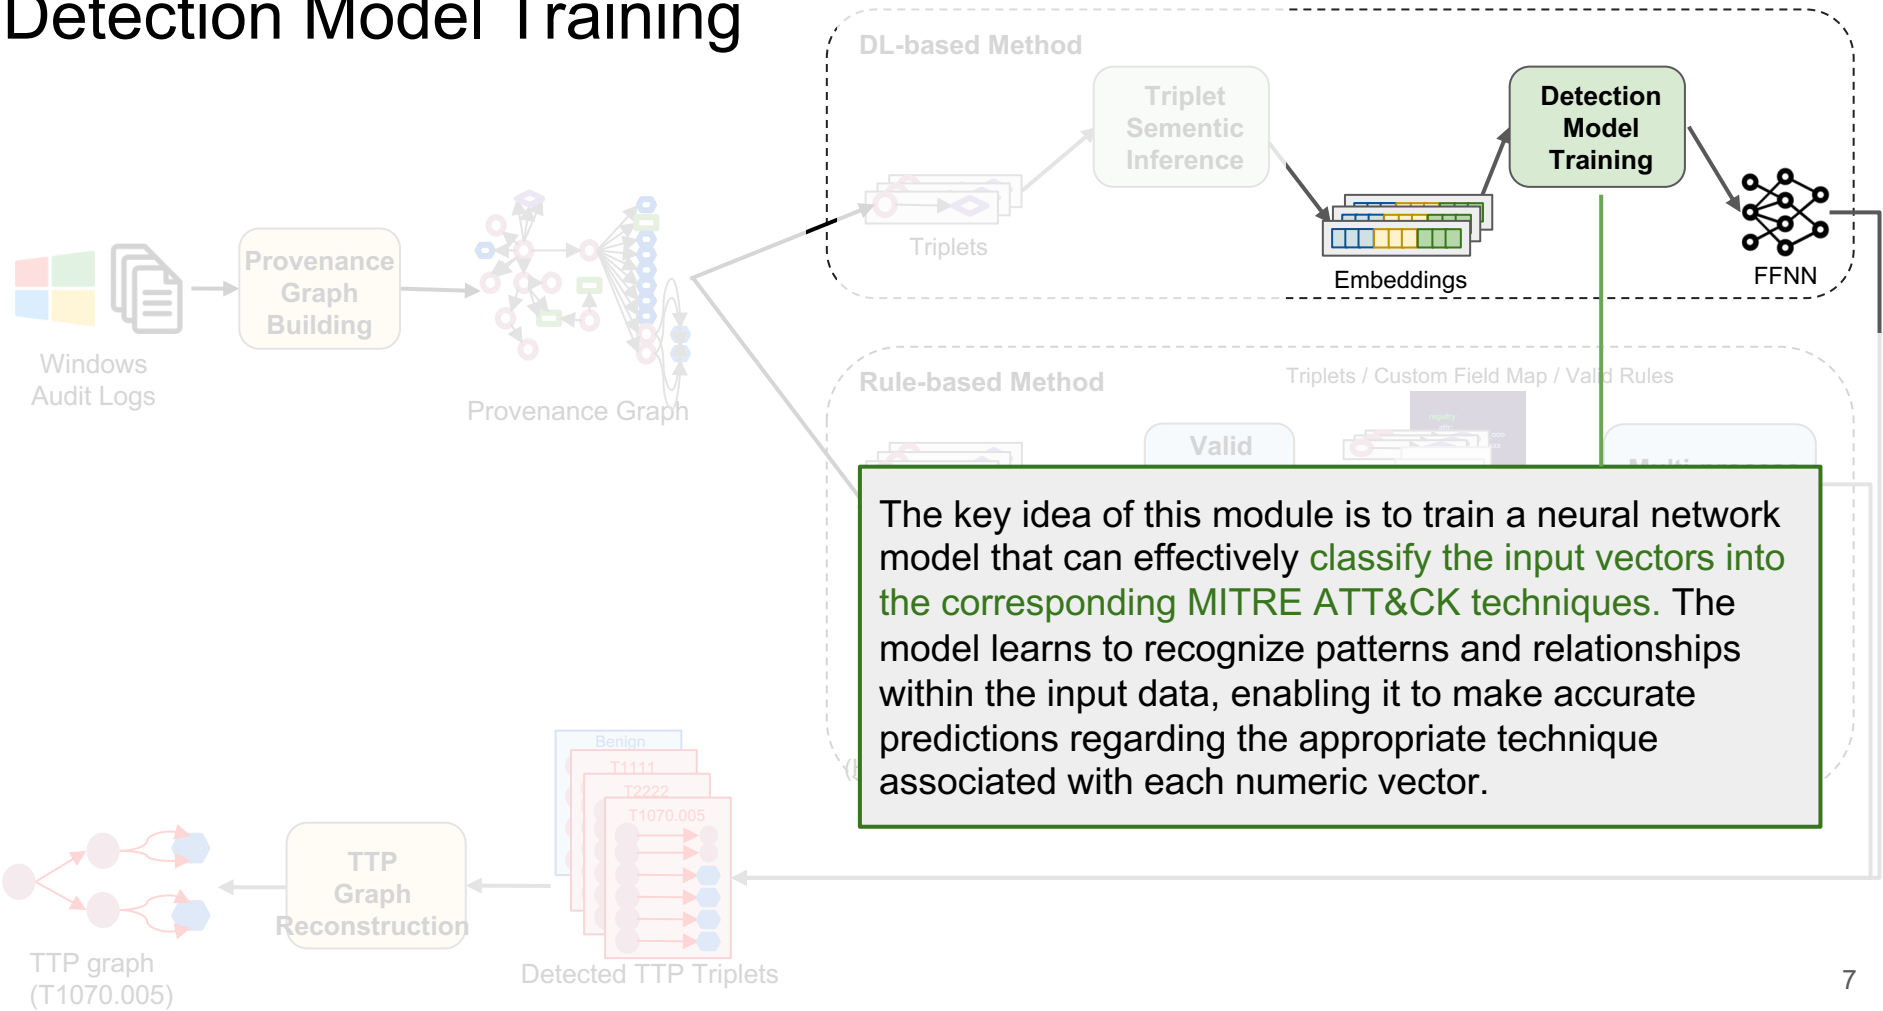 Detection Model Training
DL-based Method
Triplet
Sementic
Inference
Detection
Model
Training
Triplets
Embeddings
FFNN
Provenance
Graph
Building
Windows
Audit Logs
Provenance Graph
Rule-based Method
Triplets / Custom Field Map / Valid Rules
registry
Valid
The key idea of this module is to train a neural network
model that can effectively classify the input vectors into
the corresponding MITRE ATT&CK techniques. The
model learns to recognize patterns and relationships
within the input data, enabling it to make accurate
predictions regarding the appropriate technique
associated with each numeric vector.
Benign
T1111
T2222
T1070.005
TTP
Graph
Reconstruction
TTP graph
(T1070.005)
Detected TTP Triplets
7